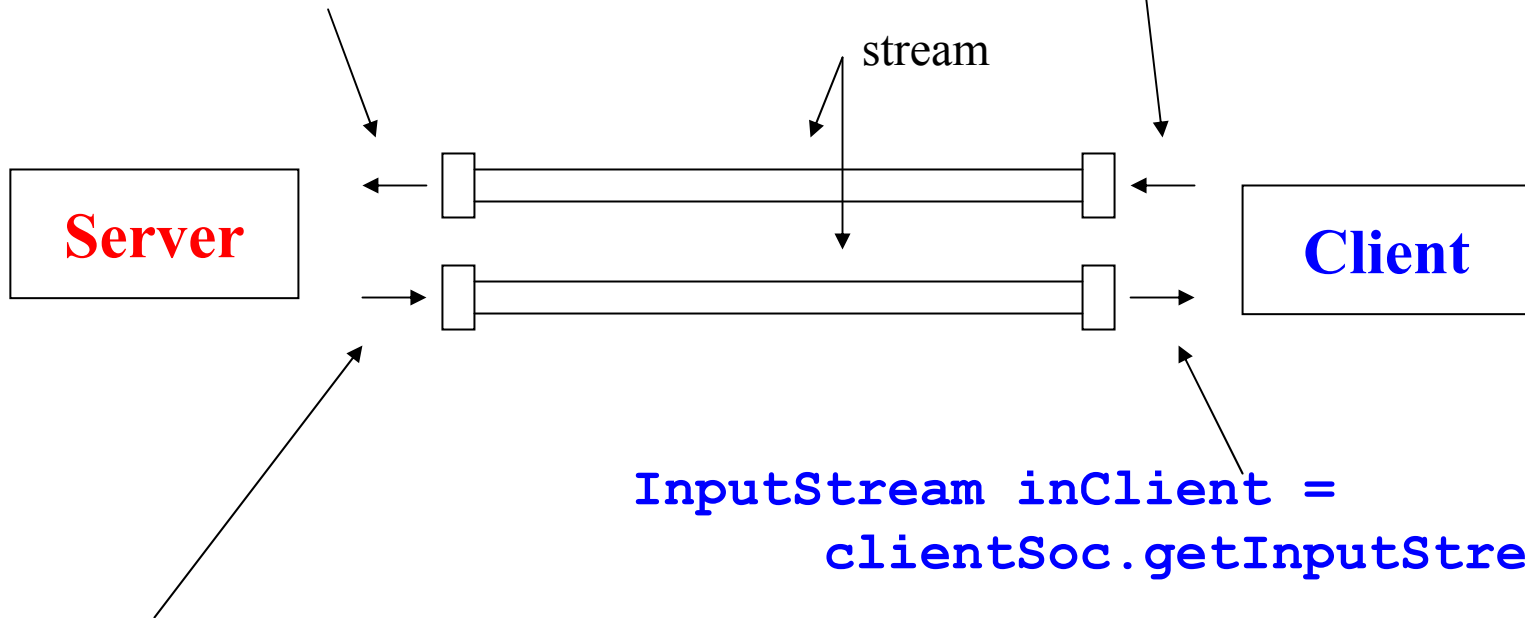 stream
Server
Client
InputStream inClient =
clientSoc.getInputStre